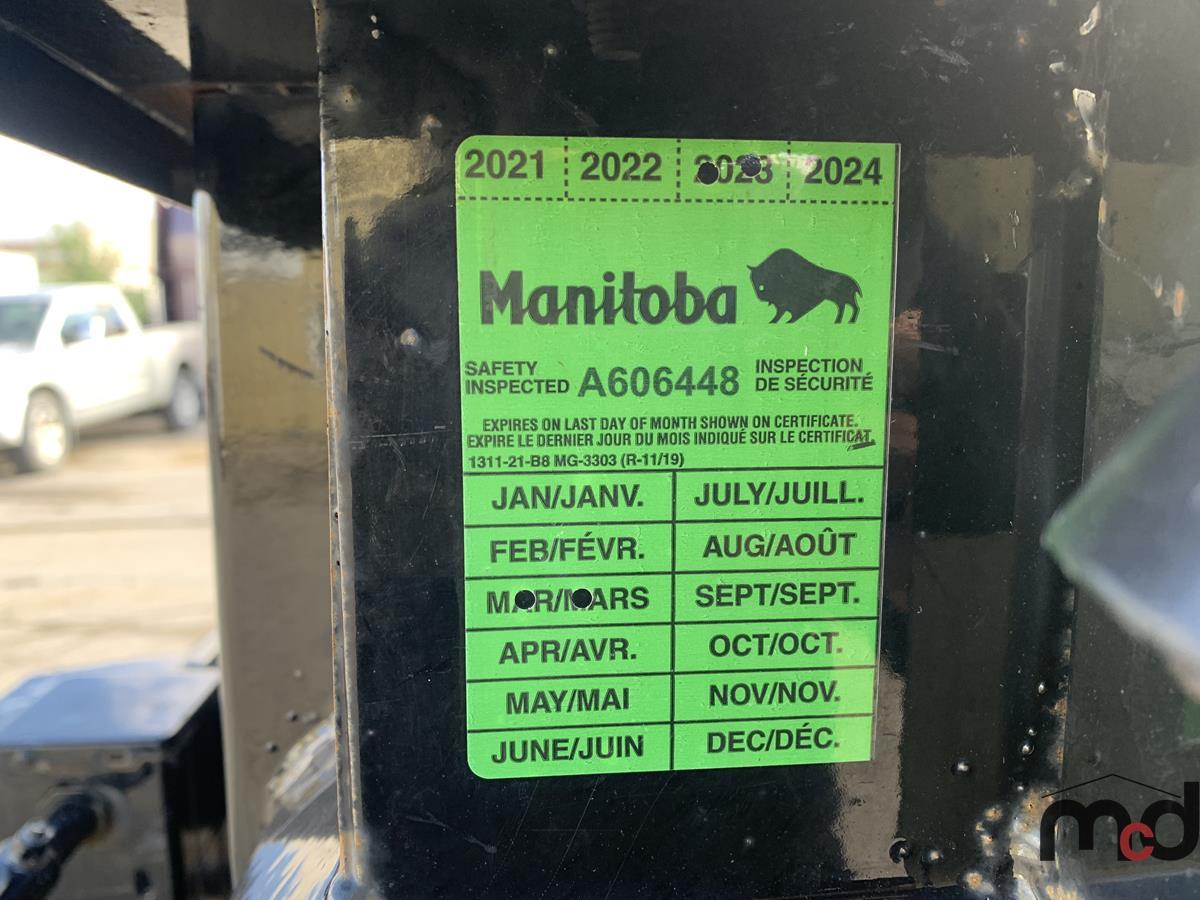 2021 2022 2023 2024
Manitoba
SAFETY INSPECTED A606448 INSPECTION DE SÉCURITÉ
EXPIRES ON LAST DAY OF MONTH SHOWN ON CERTIFICATE.
EXPIRE LE DERNIER JOUR DU MOIS INDIQUÉ SUR LE CERTIFICAT.
1311-21-B8 MG-3303 (R-11/19)
JAN/JANV. JULY/JUILL.
FEB/FÉVR. AUG/AOÛT
MAR/MARS SEPT/SEPT.
APR/AVR. OCT/OCT.
MAY/MAI NOV/NOV.
JUNE/JUIN DEC/DÉC.
mcd